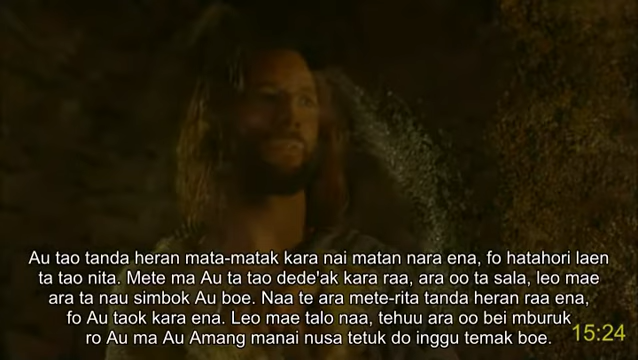 Au tao tanda heran mata-matak kara nai matan nara ena, fo hatahori laen
ta tao nita. Mete ma Au ta tao dede'ak kara raa, ara oo ta sala, leo mae
ara ta nau simbok Au boe. Naa te ara mete-rita tanda heran raa ena,
fo Au taok kara ena. Leo mae talo naa, tehuu ara oo bei mburuk
ro Au ma Au Amang manai nusa tetuk do inggu temak boe.
15:24